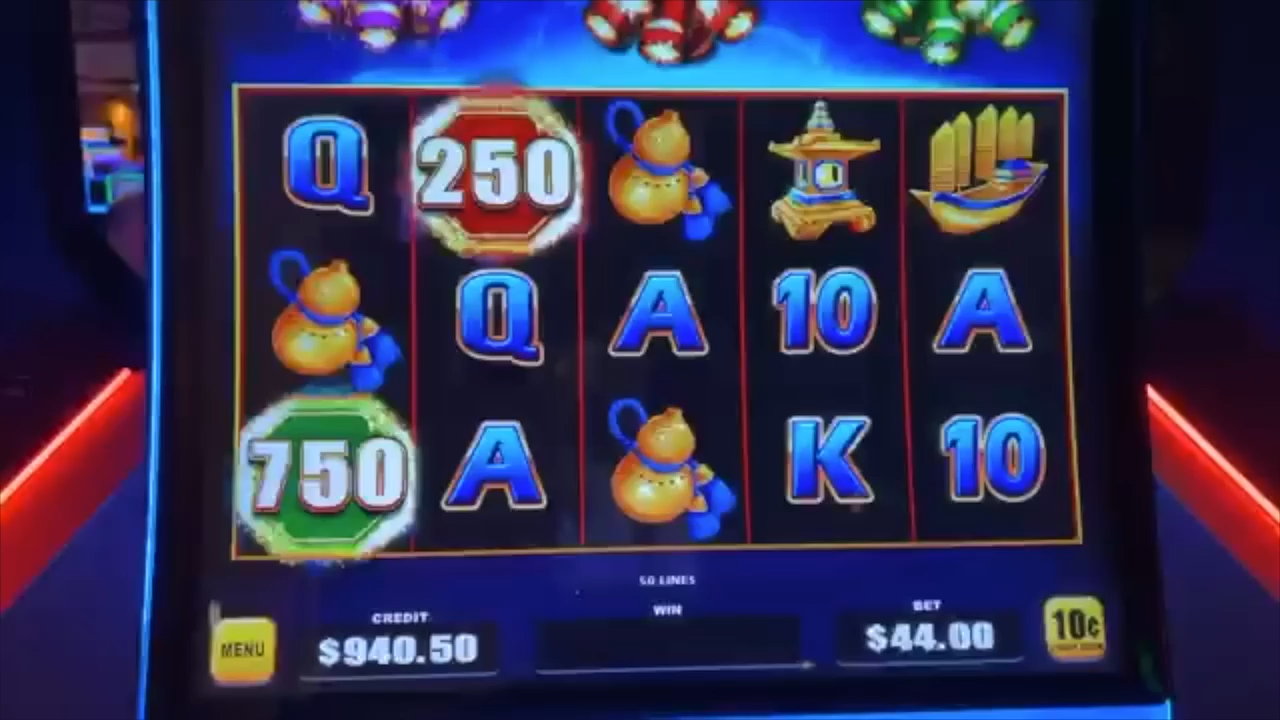 Q 250
Q A 10 A
750 A K 10
50 LINES
CREDIT WIN BET
MENU $940.50 $44.00 10¢